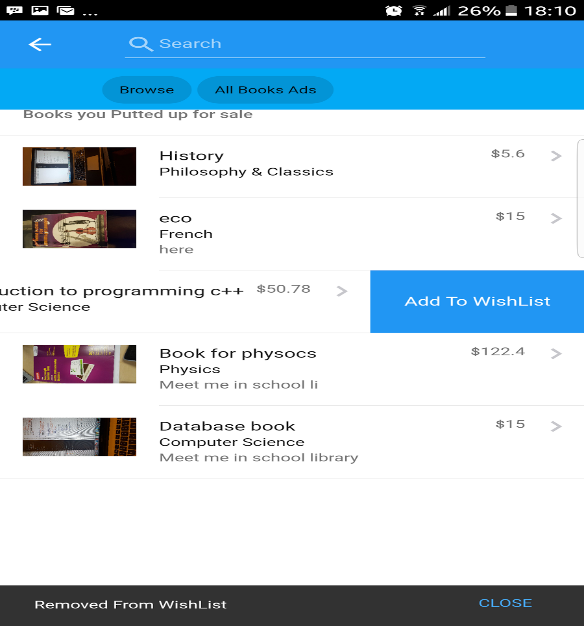 ... 26% 18:10
Search
Browse All Books Ads
Books you Putted up for sale
History $5.6
Philosophy & Classics
eco $15
French
here
uction to programming c++ $50.78
ter Science
Add To WishList
Book for physocs $122.4
Physics
Meet me in school li
Database book $15
Computer Science
Meet me in school library
Removed From WishList CLOSE